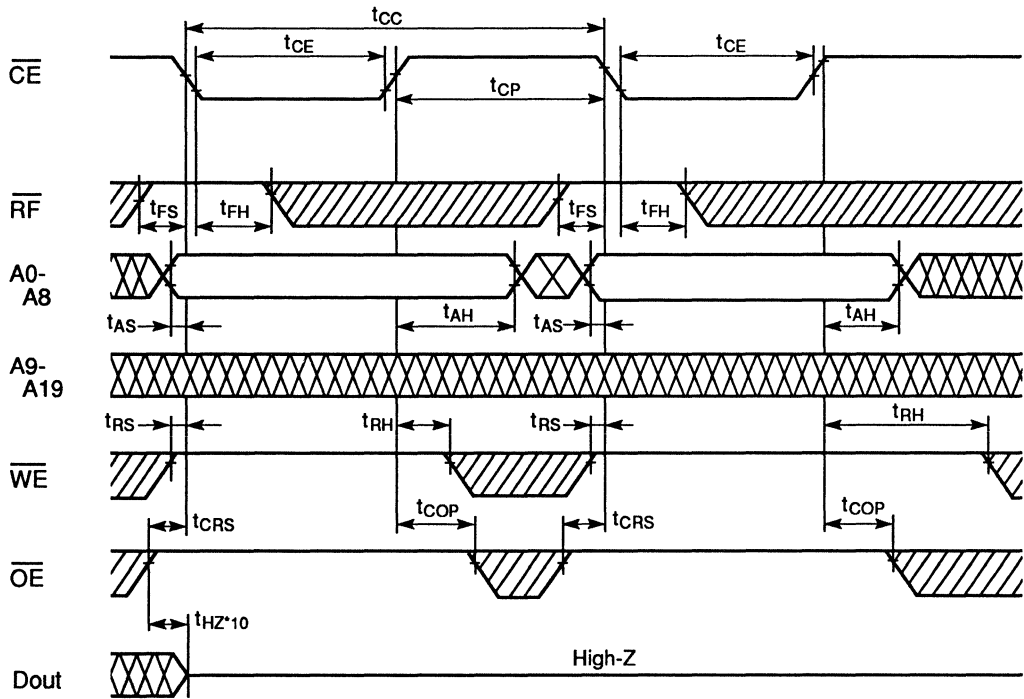 tCC
tCE
tCE
CE
tCP
RF
tFS
tFH
tFS
tFH
A0-
A8
tAS
tAH
tAS
tAH
A9-
A19
tRS
tRH
tRS
tRH
WE
tCRS
tCOP
tCRS
tCOP
OE
tHZ*10
High-Z
Dout